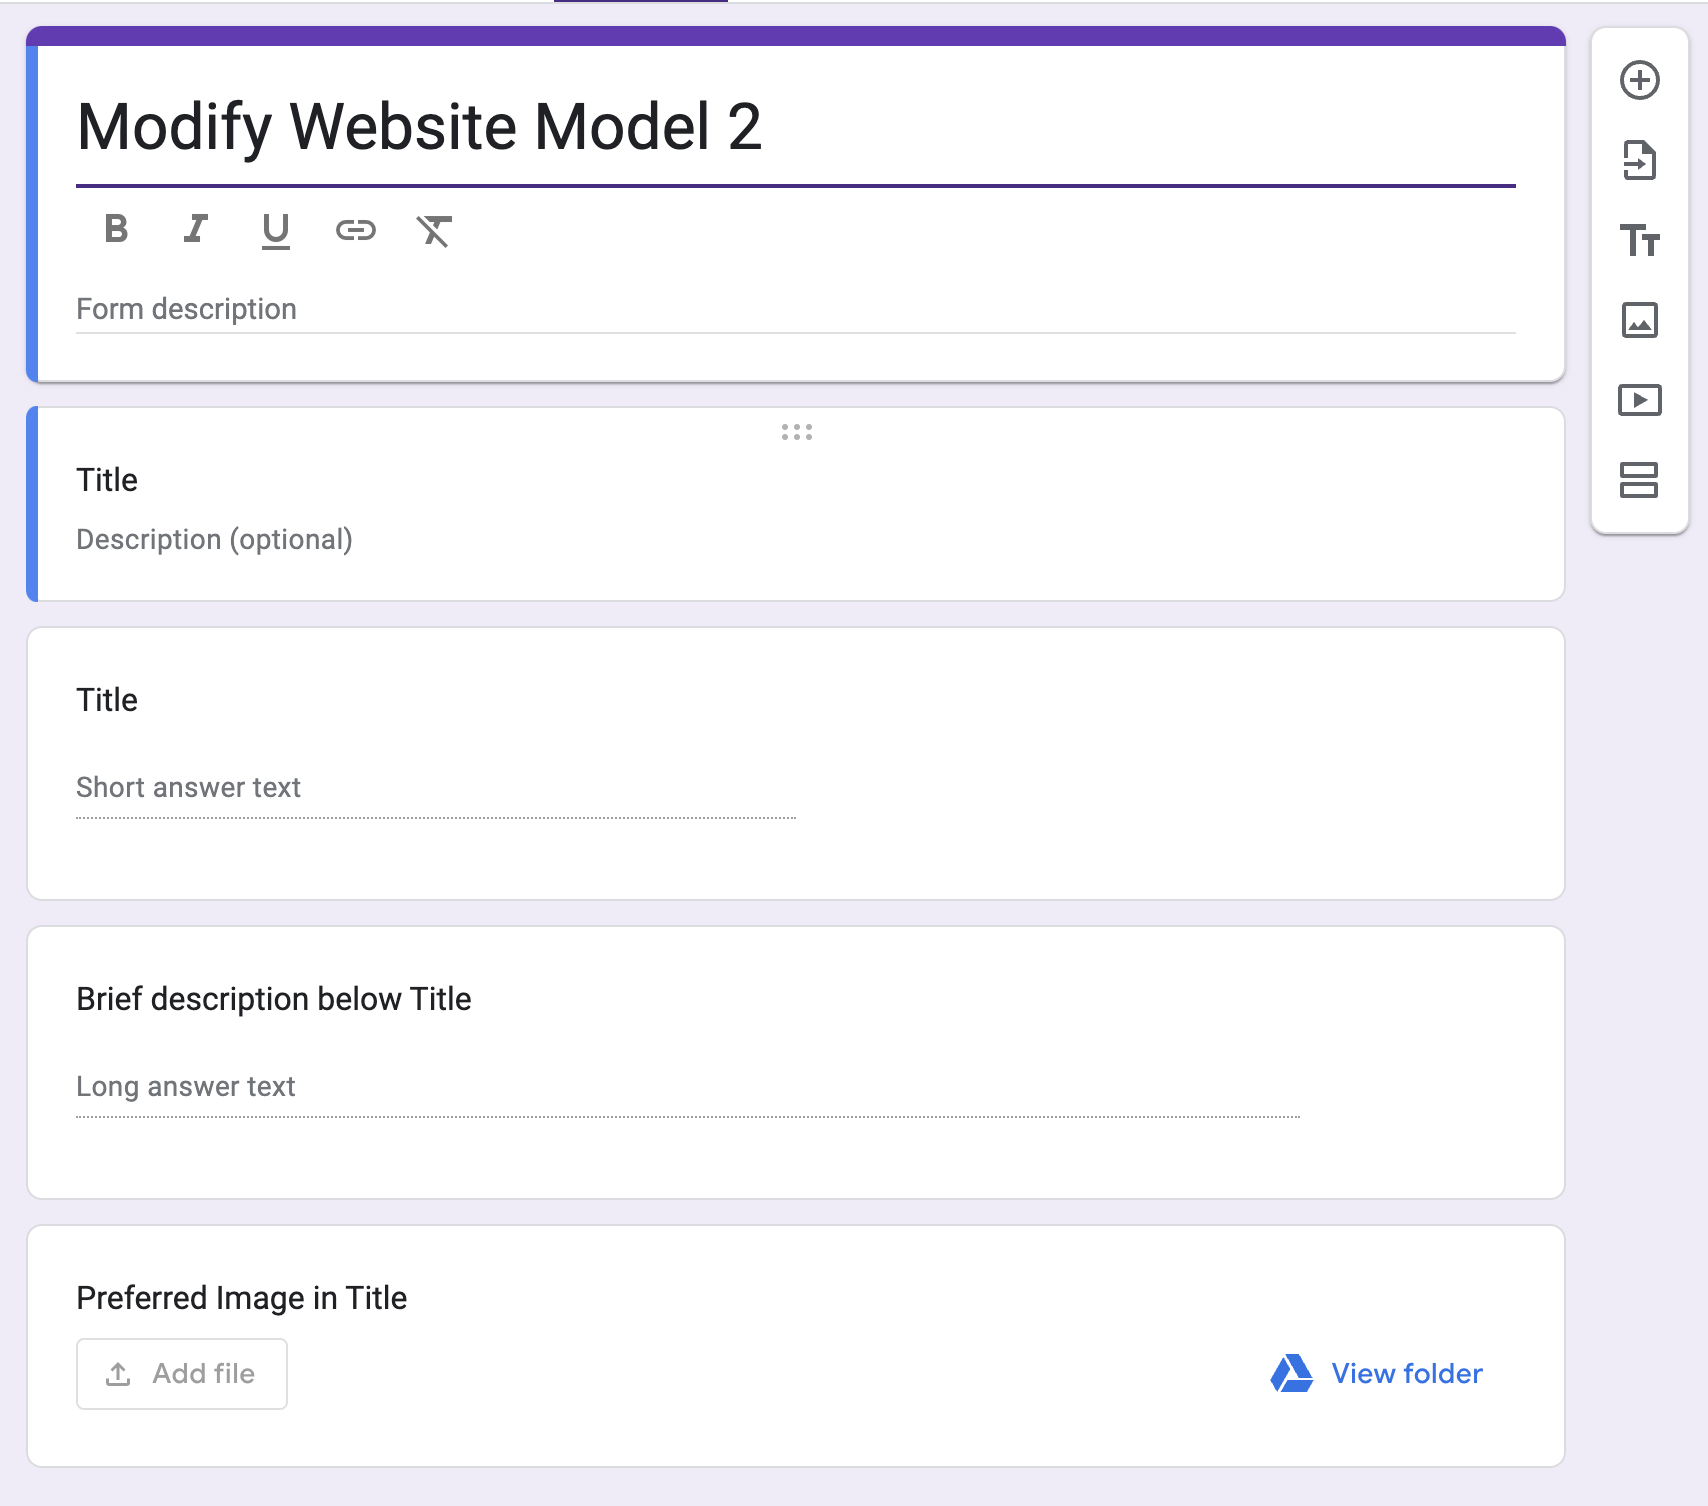 Modify Website Model 2
B I U
Form description
Title
Description (optional)
Title
Short answer text
Brief description below Title
Long answer text
Preferred Image in Title
Add file
View folder